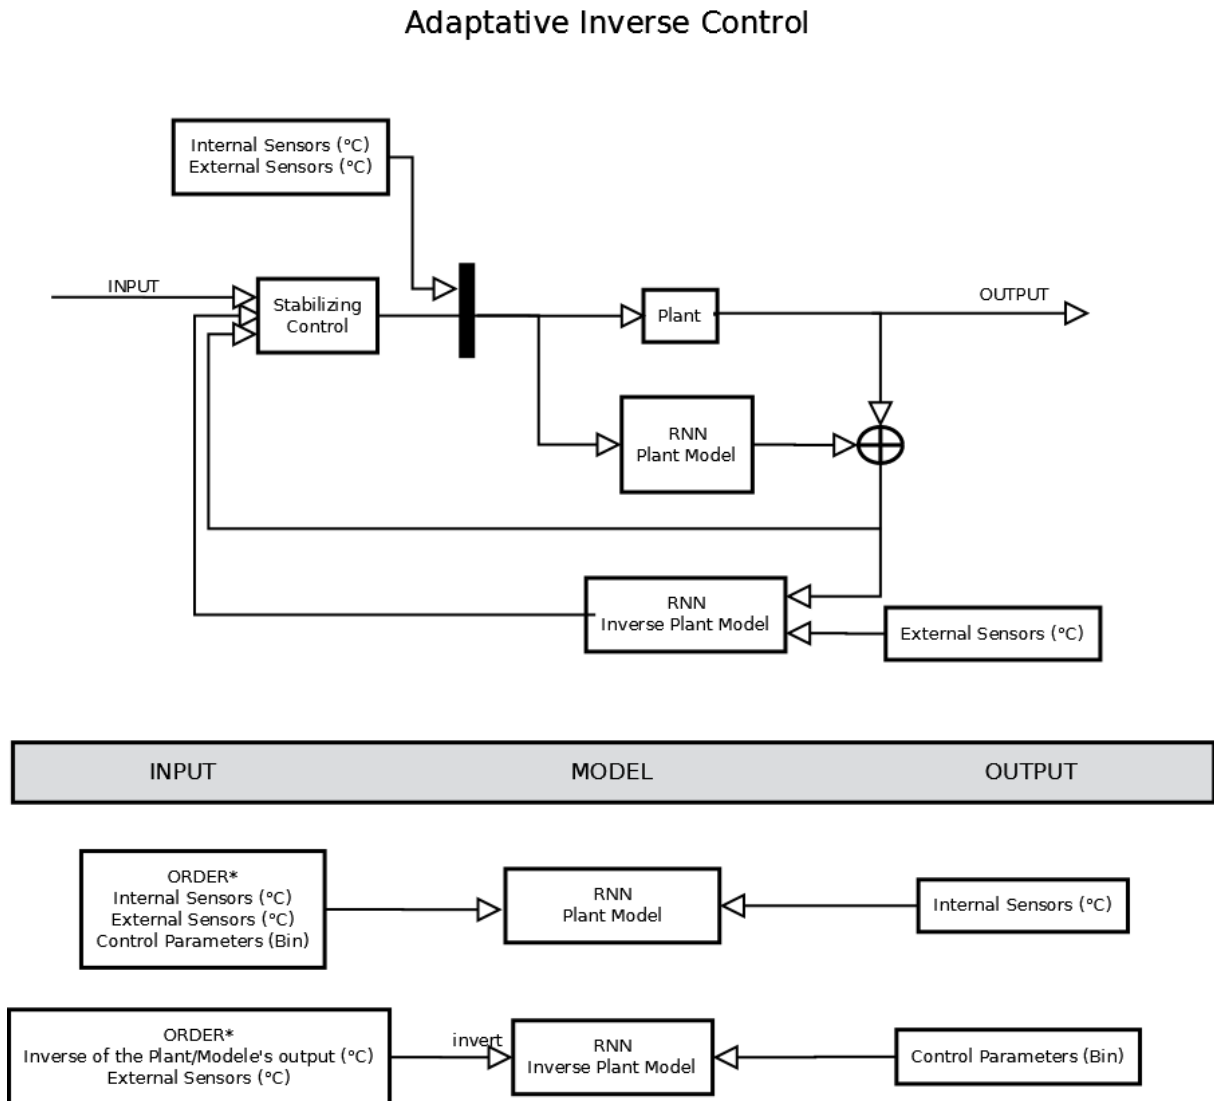 Adaptative Inverse Control
Internal Sensors (°C)
External Sensors (°C)
INPUT
Stabilizing
Control
Plant
OUTPUT
RNN
Plant Model
RNN
Inverse Plant Model
External Sensors (°C)
INPUT MODEL OUTPUT
ORDER*
Internal Sensors (°C)
External Sensors (°C)
Control Parameters (Bin)
RNN
Plant Model
Internal Sensors (°C)
ORDER*
Inverse of the Plant/Modele's output (°C)
External Sensors (°C)
invert
RNN
Inverse Plant Model
Control Parameters (Bin)